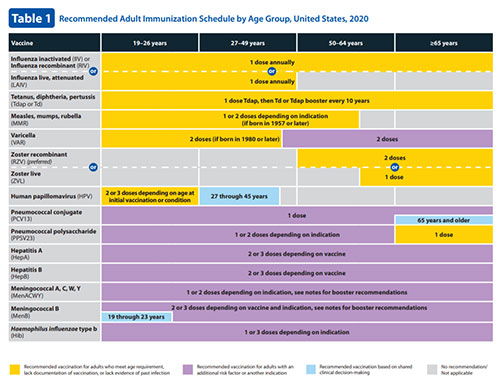 Table 1 Recommended Adult Immunization Schedule by Age Group, United States, 2020
Vaccine 19–26 years 27–49 years 50–64 years ≥65 years
Influenza inactivated (IIV) or
Influenza recombinant (RIV)
1 dose annually
or or
Influenza live, attenuated
(LAIV)
1 dose annually
Tetanus, diphtheria, pertussis
(Tdap or Td)
1 dose Tdap, then Td or Tdap booster every 10 years
Measles, mumps, rubella
(MMR)
1 or 2 doses depending on indication
(if born in 1957 or later)
Varicella
(VAR)
2 doses (if born in 1980 or later) 2 doses
Zoster recombinant
(RZV) (preferred)
2 doses
or or
Zoster live
(ZVL)
1 dose
Human papillomavirus (HPV)
2 or 3 doses depending on age at
initial vaccination or condition
27 through 45 years
Pneumococcal conjugate
(PCV13)
1 dose
65 years and older
Pneumococcal polysaccharide
(PPSV23)
1 or 2 doses depending on indication 1 dose
Hepatitis A
(HepA)
2 or 3 doses depending on vaccine
Hepatitis B
(HepB)
2 or 3 doses depending on vaccine
Meningococcal A, C, W, Y
(MenACWY)
1 or 2 doses depending on indication, see notes for booster recommendations
Meningococcal B
(MenB)
2 or 3 doses depending on vaccine and indication, see notes for booster recommendations
19 through 23 years
Haemophilus influenzae type b
(Hib)
1 or 3 doses depending on indication
Recommended vaccination for adults who meet age requirement,
lack documentation of vaccination, or lack evidence of past infection
Recommended vaccination for adults with an
additional risk factor or another indication
Recommended vaccination based on shared
clinical decision-making
No recommendation/
Not applicable